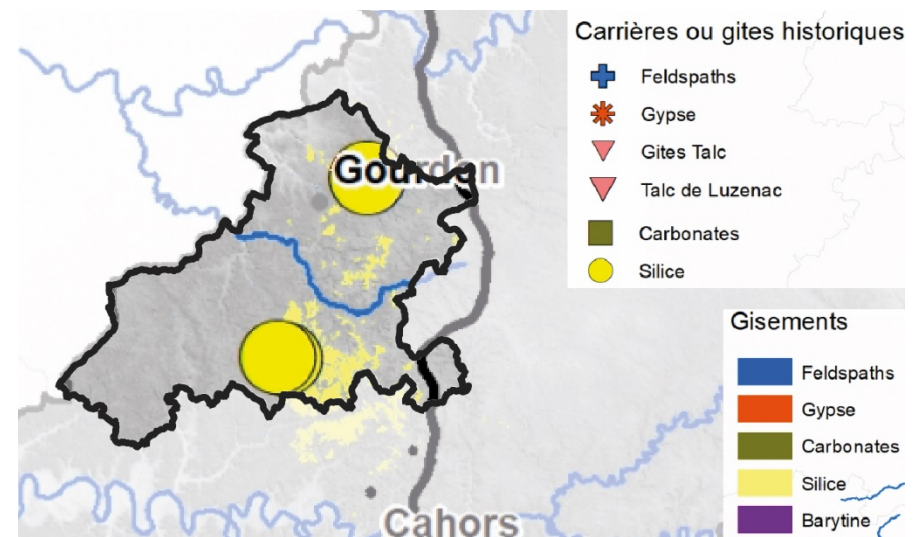 Carrières ou gites historiques
Feldspaths
Gypse
Gites Talc
Talc de Luzenac
Carbonates
Silice
Gourdon
Gisements
Feldspaths
Gypse
Carbonates
Silice
Barytine
Cahors